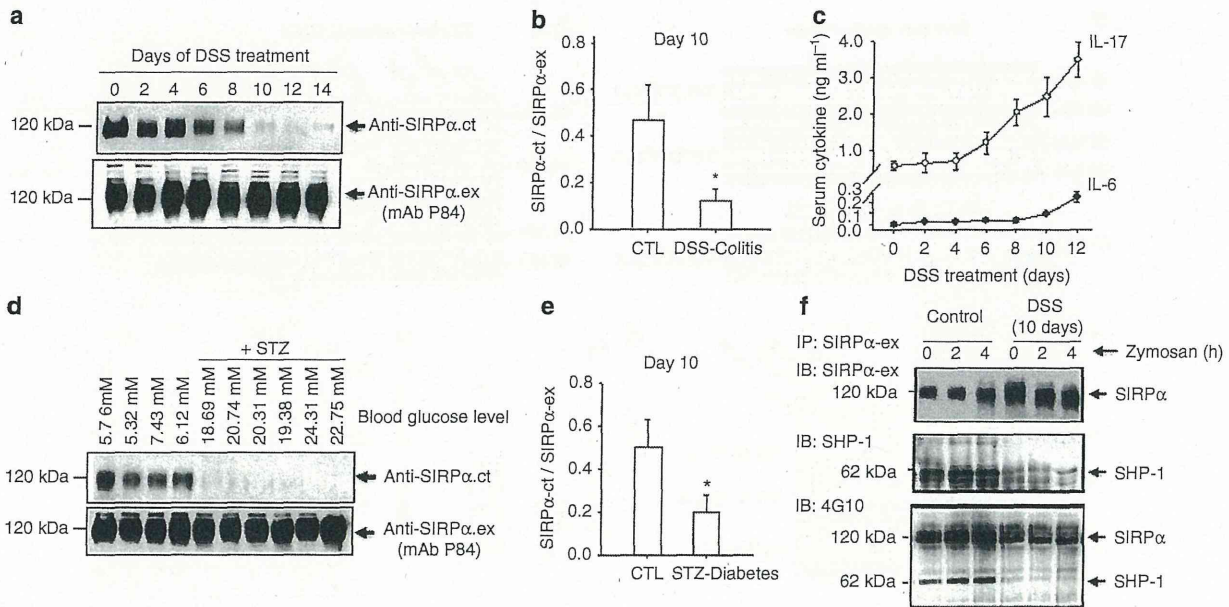 a
Days of DSS treatment
0 2 4 6 8 10 12 14
120 kDa
Anti-SIRPα.ct
120 kDa
Anti-SIRPα.ex
(mAb P84)
b
Day 10
SIRPα-ct / SIRPα-ex
0.8
0.6
0.4
0.2
0.0
*
CTL DSS-Colitis
c
Serum cytokine (ng ml⁻¹)
4.0
3.0
2.0
1.0
0.3
0.2
0.1
0.0
IL-17
IL-6
0 2 4 6 8 10 12
DSS treatment (days)
d
+ STZ
5.7 6mM
5.32 mM
7.43 mM
6.12 mM
18.69 mM
20.74 mM
20.31 mM
19.38 mM
24.31 mM
22.75 mM
Blood glucose level
120 kDa
Anti-SIRPα.ct
120 kDa
Anti-SIRPα.ex
(mAb P84)
e
Day 10
SIRPα-ct / SIRPα-ex
0.8
0.6
0.4
0.2
0.0
*
CTL STZ-Diabetes
f
Control DSS
(10 days)
IP: SIRPα-ex
0 2 4 0 2 4 Zymosan (h)
IB: SIRPα-ex
120 kDa SIRPα
IB: SHP-1
62 kDa SHP-1
IB: 4G10
120 kDa SIRPα
62 kDa SHP-1